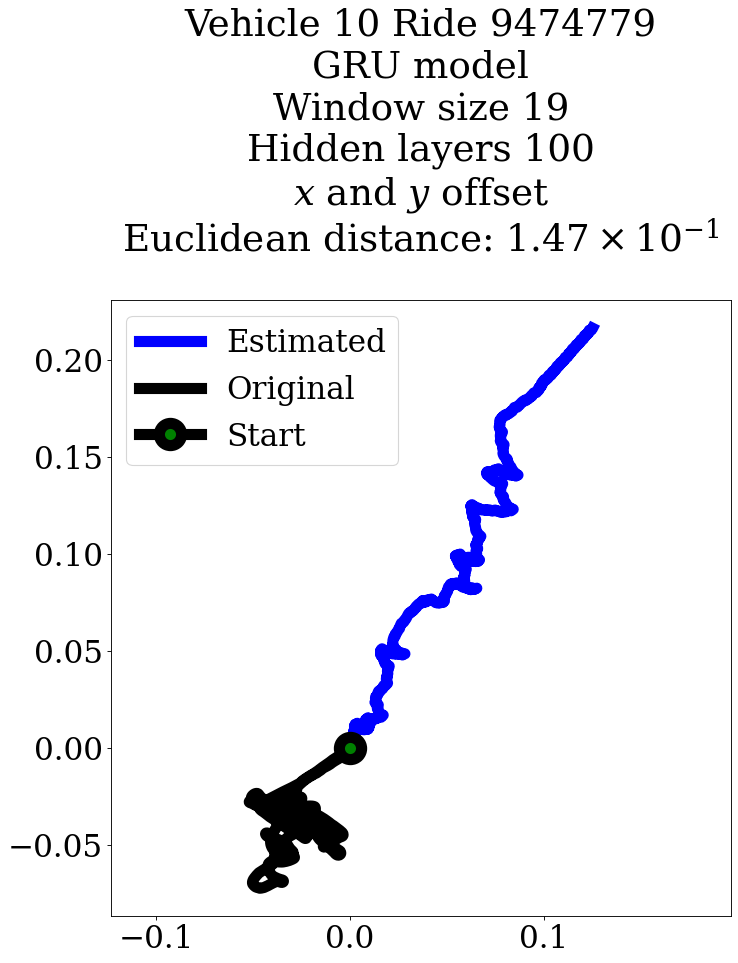 Vehicle 10 Ride 9474779
GRU model
Window size 19
Hidden layers 100
x and y offset
Euclidean distance: 1.47 × 10⁻¹
Estimated
Original
Start
0.20
0.15
0.10
0.05
0.00
−0.05
−0.1 0.0 0.1